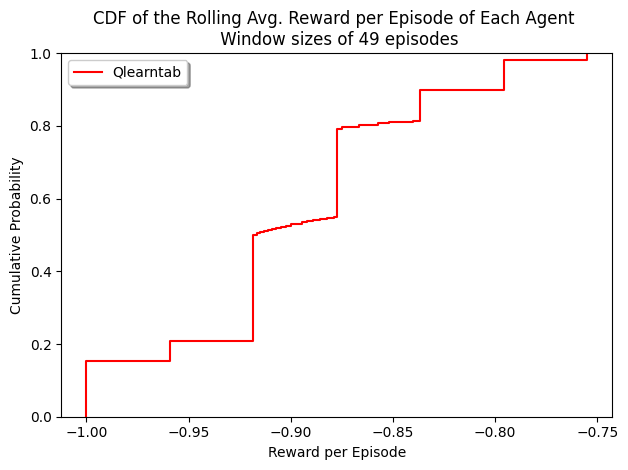 CDF of the Rolling Avg. Reward per Episode of Each Agent
Window sizes of 49 episodes
Qlearntab
1.0
0.8
0.6
0.4
0.2
0.0
Cumulative Probability
−1.00
−0.95
−0.90
−0.85
−0.80
−0.75
Reward per Episode